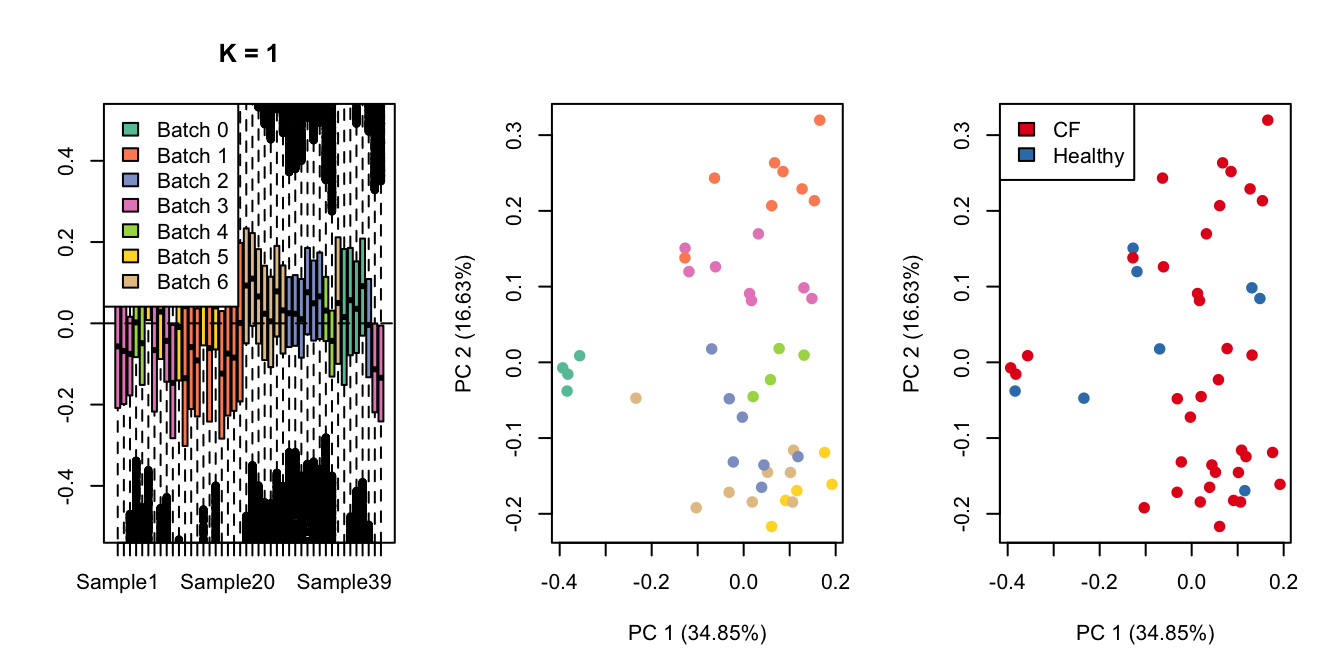 K = 1
Batch 0
Batch 1
Batch 2
Batch 3
Batch 4
Batch 5
Batch 6
0.4
0.2
0.0
-0.2
-0.4
Sample1 Sample20 Sample39
PC 2 (16.63%)
0.3
0.2
0.1
0.0
-0.1
-0.2
-0.4 -0.2 0.0 0.2
PC 1 (34.85%)
CF
Healthy
PC 2 (16.63%)
0.3
0.2
0.1
0.0
-0.1
-0.2
-0.4 -0.2 0.0 0.2
PC 1 (34.85%)